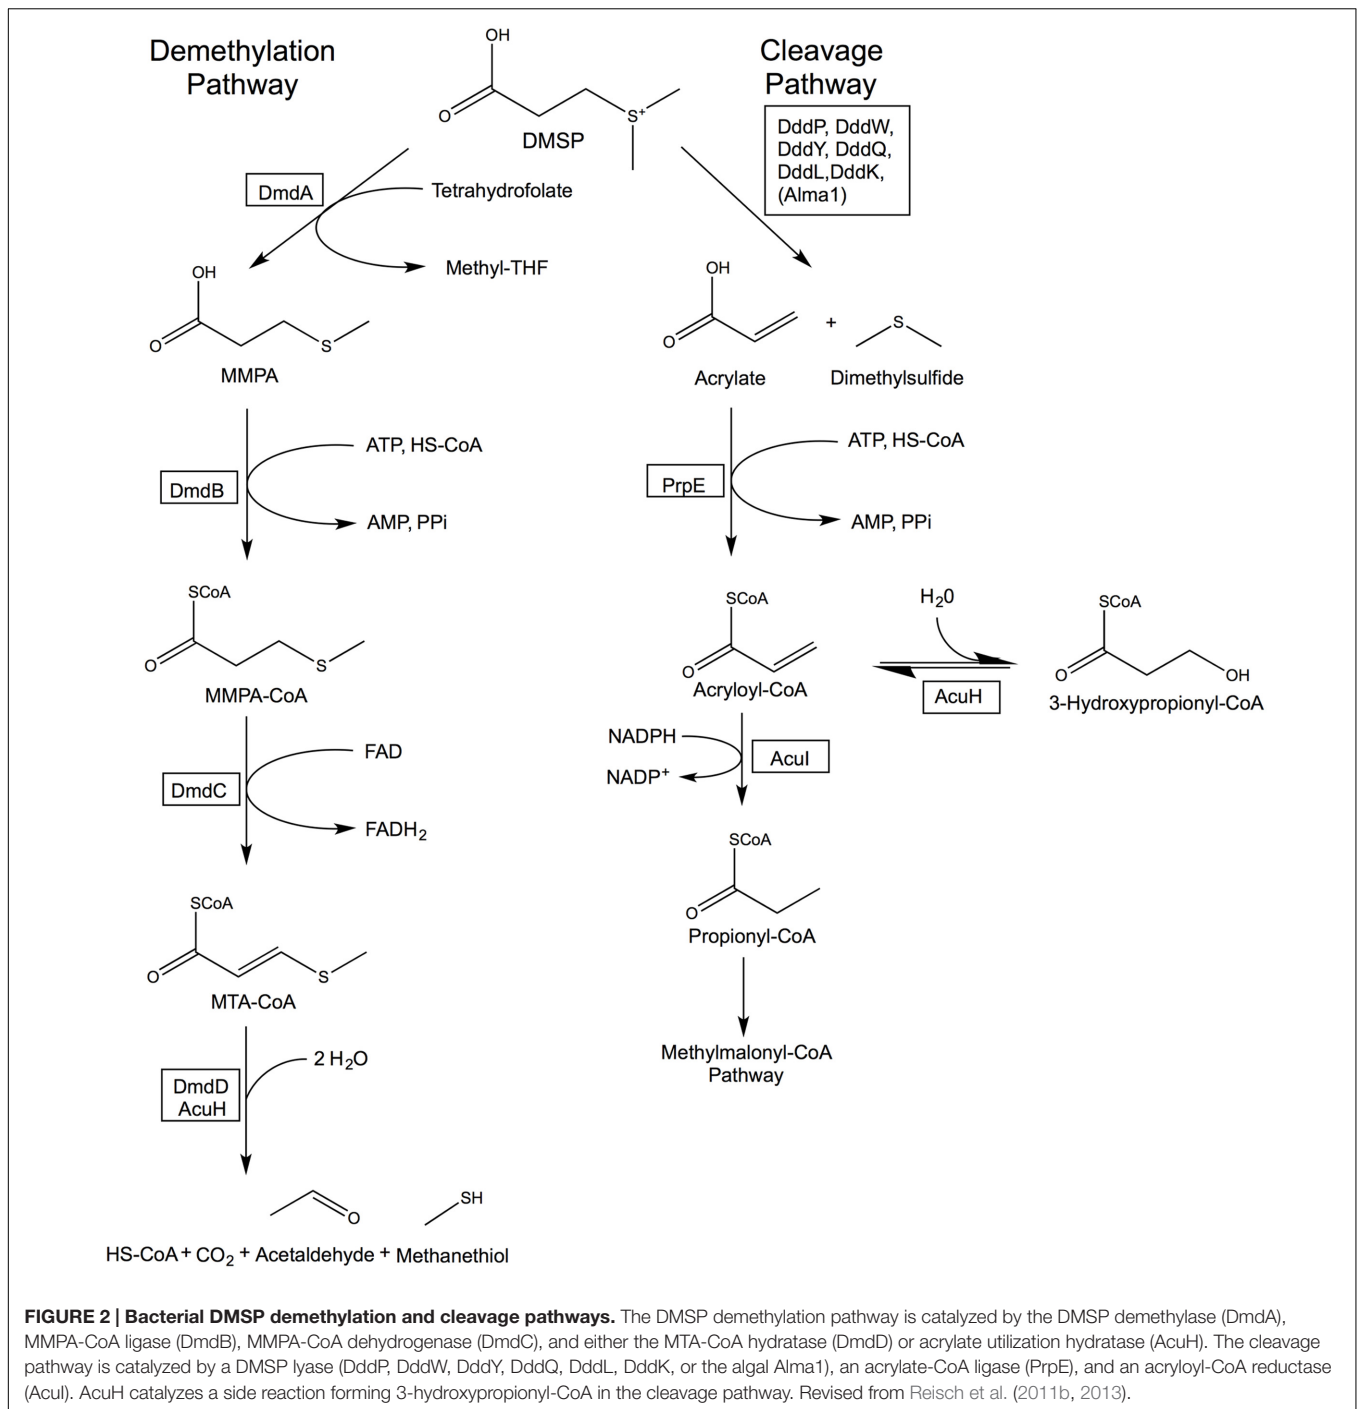 Demethylation
Pathway
Cleavage
Pathway
OH
O
S+
DMSP
DddP, DddW,
DddY, DddQ,
DddL,DddK,
(Alma1)
DmdA
Tetrahydrofolate
Methyl-THF
OH
O
S
MMPA
OH
O
+
S
Acrylate
Dimethylsulfide
DmdB
ATP, HS-CoA
AMP, PPi
PrpE
ATP, HS-CoA
AMP, PPi
SCoA
O
S
MMPA-CoA
SCoA
O
Acryloyl-CoA
H20
AcuH
SCoA
O
OH
3-Hydroxypropionyl-CoA
DmdC
FAD
FADH2
NADPH
NADP+
AcuI
SCoA
O
Propionyl-CoA
SCoA
O
S
MTA-CoA
Methylmalonyl-CoA
Pathway
DmdD
AcuH
2 H2O
O
SH
HS-CoA + CO2 + Acetaldehyde + Methanethiol
FIGURE 2 | Bacterial DMSP demethylation and cleavage pathways. The DMSP demethylation pathway is catalyzed by the DMSP demethylase (DmdA),
MMPA-CoA ligase (DmdB), MMPA-CoA dehydrogenase (DmdC), and either the MTA-CoA hydratase (DmdD) or acrylate utilization hydratase (AcuH). The cleavage
pathway is catalyzed by a DMSP lyase (DddP, DddW, DddY, DddQ, DddL, DddK, or the algal Alma1), an acrylate-CoA ligase (PrpE), and an acryloyl-CoA reductase
(AcuI). AcuH catalyzes a side reaction forming 3-hydroxypropionyl-CoA in the cleavage pathway. Revised from Reisch et al. (2011b, 2013).